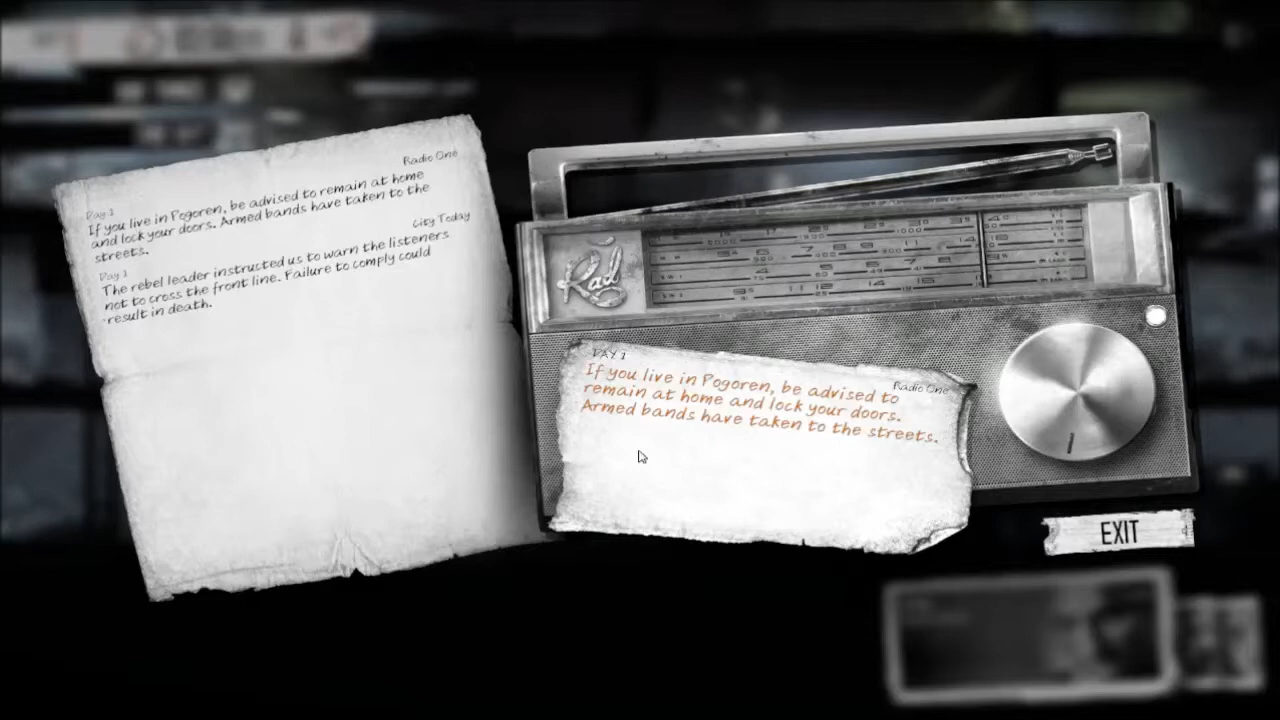 Radio One
Day 1
If you live in Pogoren, be advised to remain at home
and lock your doors. Armed bands have taken to the
streets.
City Today
Day 1
The rebel leader instructed us to warn the listeners
not to cross the front line. Failure to comply could
result in death.
Rad
DAY 1
Radio One
If you live in Pogoren, be advised to
remain at home and lock your doors.
Armed bands have taken to the streets.
EXIT